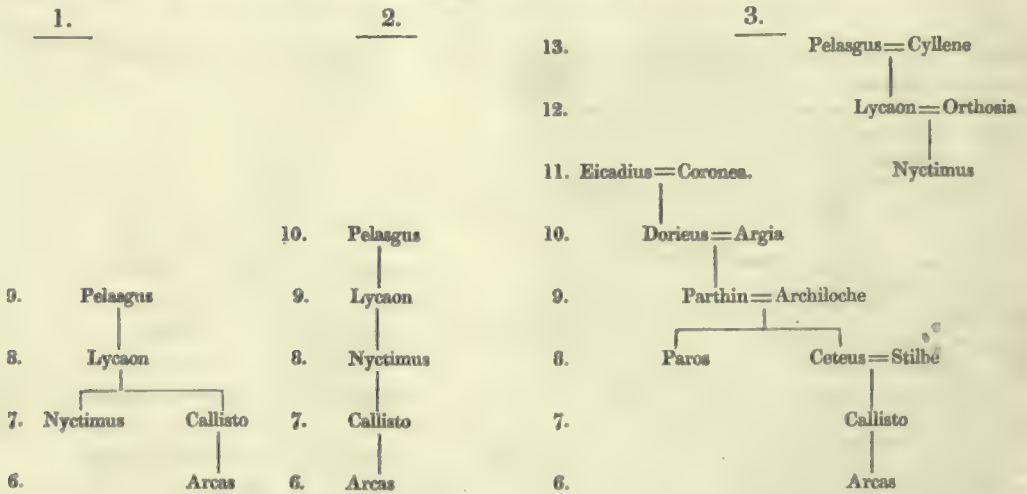 1. 2. 3.
13. Pelasgus=Cyllene
12. Lycaon=Orthosia
11. Eicadius=Coronea. Nyctimus
10. Pelasgus 10. Dorieus=Argia
9. Pelasgus 9. Lycaon 9. Parthin=Archiloche
8. Lycaon 8. Nyctimus 8. Paros Ceteus=Stilbé
7. Nyctimus Callisto 7. Callisto 7. Callisto
6. Arcas 6. Arcas 6. Arcas